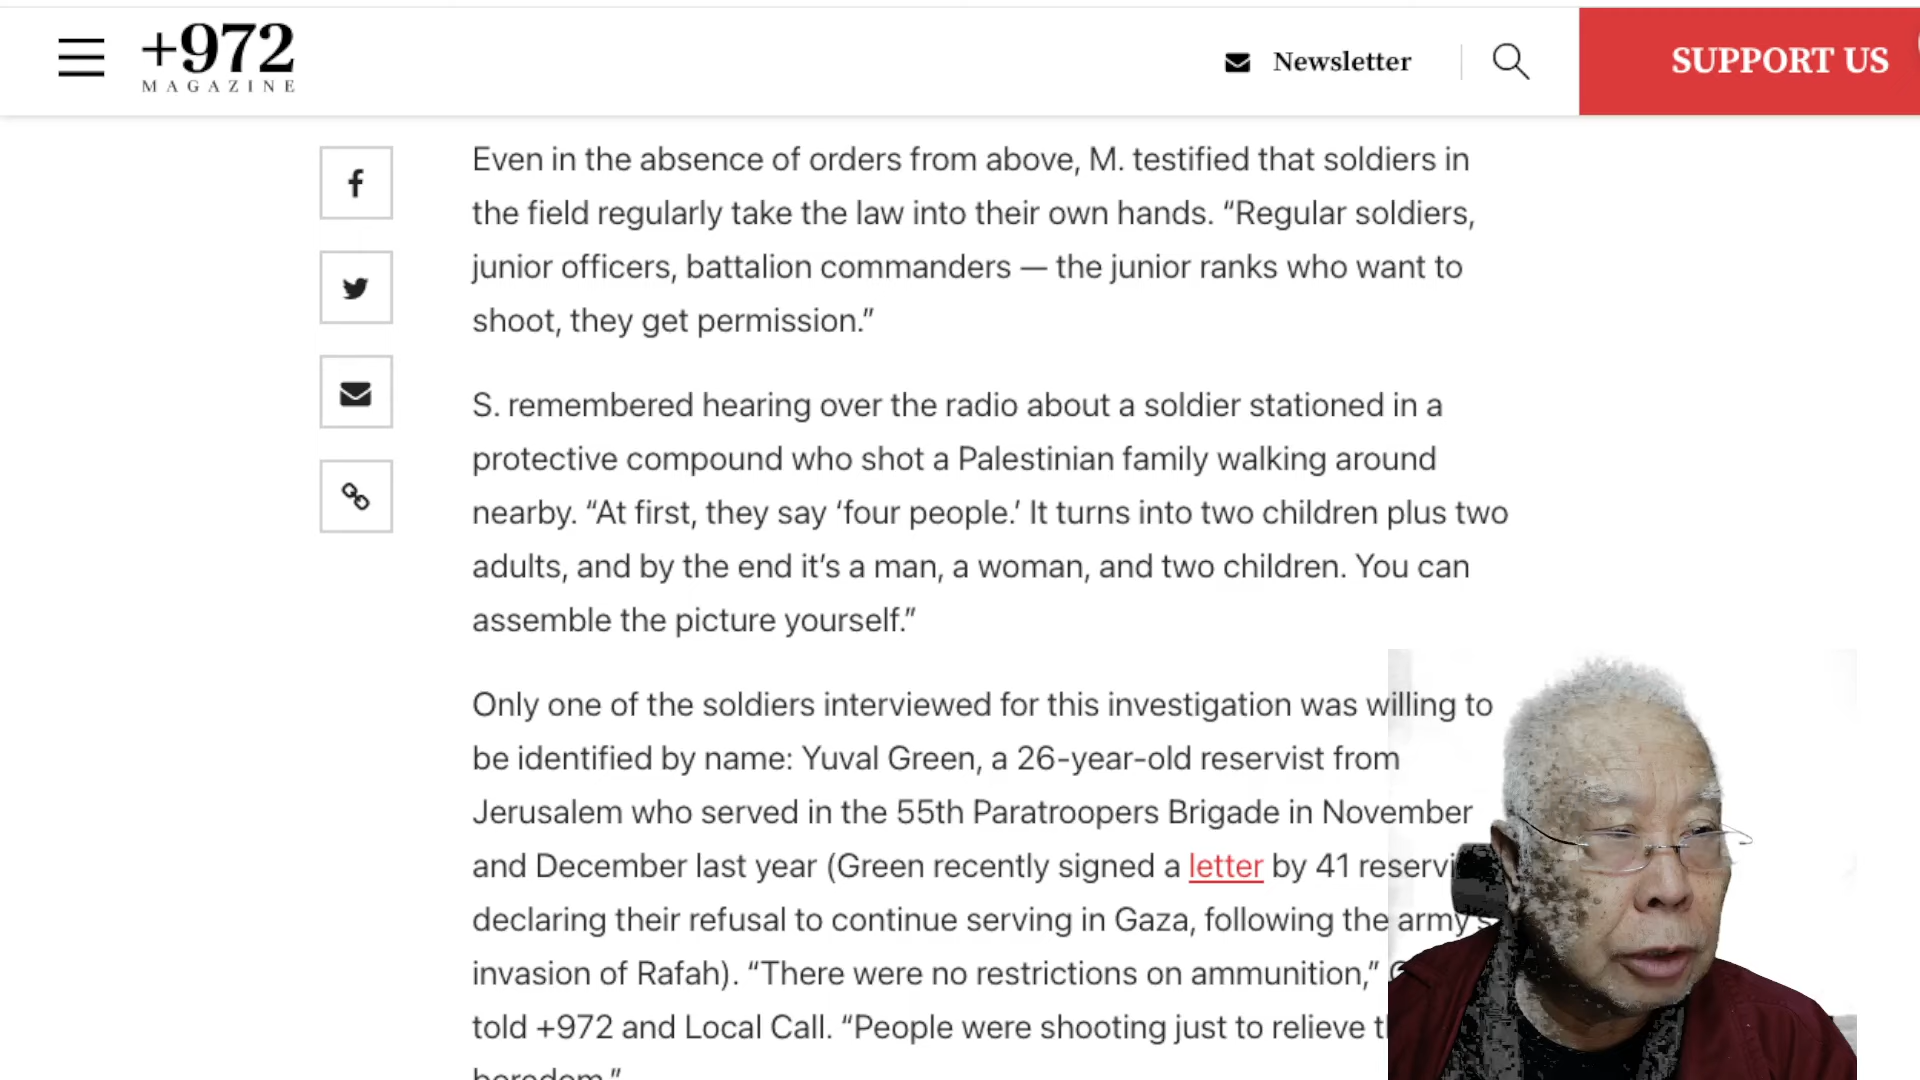 +972
MAGAZINE
Newsletter
SUPPORT US
Even in the absence of orders from above, M. testified that soldiers in
the field regularly take the law into their own hands. “Regular soldiers,
junior officers, battalion commanders — the junior ranks who want to
shoot, they get permission.”
S. remembered hearing over the radio about a soldier stationed in a
protective compound who shot a Palestinian family walking around
nearby. “At first, they say ‘four people.’ It turns into two children plus two
adults, and by the end it’s a man, a woman, and two children. You can
assemble the picture yourself.”
Only one of the soldiers interviewed for this investigation was willing to
be identified by name: Yuval Green, a 26-year-old reservist from
Jerusalem who served in the 55th Paratroopers Brigade in November
and December last year (Green recently signed a letter by 41
declaring their refusal to continue serving in Gaza, following the army’s
invasion of Rafah). “There were no restrictions on ammunition,”
told +972 and Local Call. “People were shooting just to relieve
boredom.”